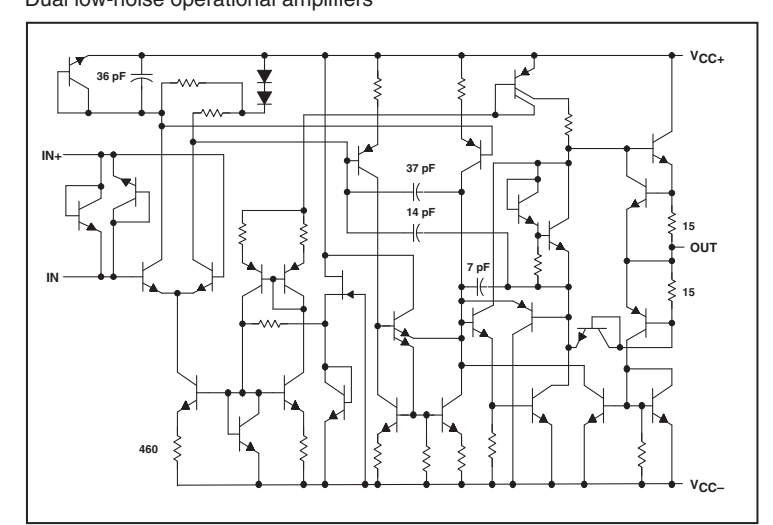 Dual low-noise operational amplifiers
VCC+
36 pF
IN+
37 pF
14 pF
15
OUT
IN
7 pF
15
460
VCC–